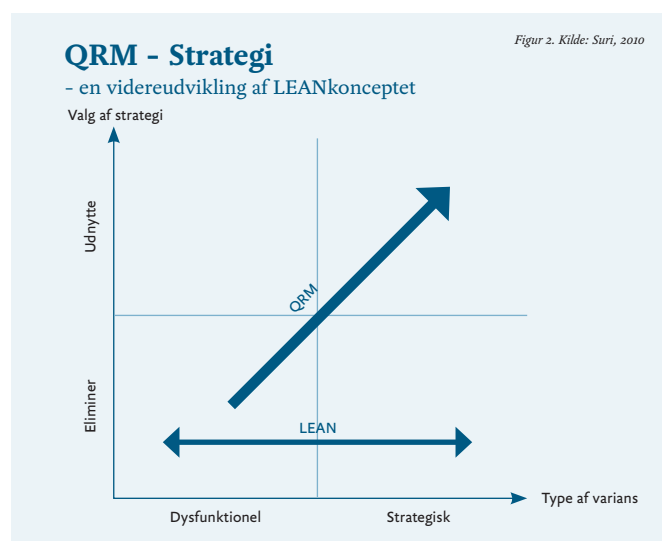 Figur 2. Kilde: Suri, 2010
QRM – Strategi
– en videreudvikling af LEANkonceptet
Valg af strategi
Udnytte
QRM
Eliminer
LEAN
Type af varians
Dysfunktionel
Strategisk